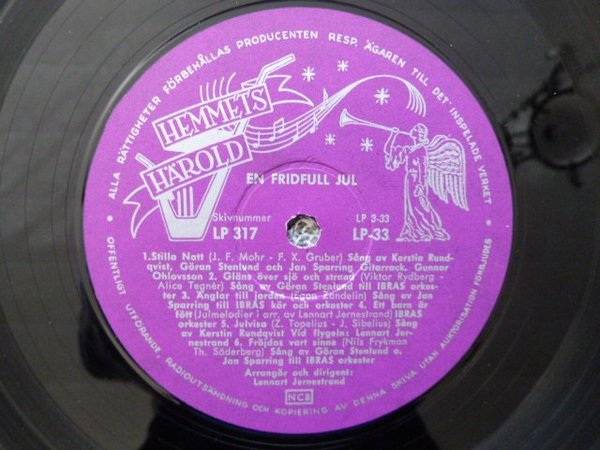 ALLA RÄTTIGHETER FÖRBEHÅLLAS PRODUCENTEN RESP. ÄGAREN TILL DET INSPELADE VERKET
HEMMETS
HÄROLD
EN FRIDFULL JUL
Skivnummer
LP 317
LP 3-33
LP-33
1.Stilla Natt (J. F. Mohr - F. X. Gruber) Sång av Kerstin Rund-
qvist, Göran Stenlund och Jan Sparring Gitarrack. Gunnar
Ohlovsson 2. Gläns över sjö och strand (Viktor Rydberg -
Alice Tegnér) Sång av Göran Stenlund till IBRAS orkes-
ter 3. Änglar till jorden (Egon Zandelin) Sång av Jan
Sparring till IBRAS kör och orkester 4. Ett barn är
fött (Julmelodier i arr. av Lennart Jernestrand) IBRAS
orkester 5. Julvisa (Z. Topelius - J. Sibelius) Sång
av Kerstin Rundqvist Vid flygeln: Lennart Jer-
nestrand 6. Fröjdas vart sinne (Nils Frykman
Th. Söderberg) Sång av Göran Stenlund o.
Jan Sparring till IBRAS orkester
Arrangör och dirigent:
Lennart Jernestrand
NCB
OFFENTLIGT UTFÖRANDE, RADIOUTSÄNDNING OCH KOPIERING AV DENNA SKIVA UTAN AUKTORISATION FÖRBJUDES